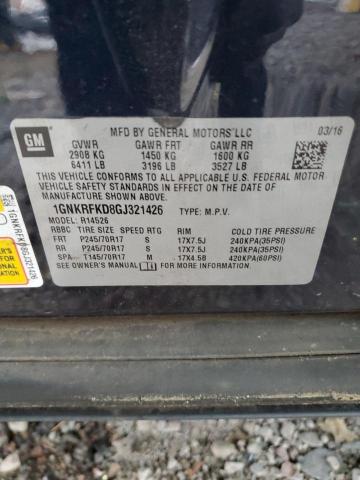 GM
MFD BY GENERAL MOTORS LLC
03/16
GVWR GAWR FRT GAWR RR
2908 KG 1450 KG 1600 KG
6411 LB 3196 LB 3527 LB
THIS VEHICLE CONFORMS TO ALL APPLICABLE U.S. FEDERAL MOTOR
VEHICLE SAFETY STANDARDS IN EFFECT ON THE DATE
OF MANUFACTURE SHOWN ABOVE.
1GNKRFKD8GJ321426 TYPE: M.P.V.
MODEL: R14526
RBBC TIRE SIZE SPEED RTG RIM COLD TIRE PRESSURE
FRT P245/70R17 S 17X7.5J 240KPA(35PSI)
RR P245/70R17 S 17X7.5J 240KPA(35PSI)
SPA T145/70R17 M 17X4.5B 420KPA(60PSI)
SEE OWNER'S MANUAL FOR ADDITIONAL INFORMATION
1GNKRFKD8GJ321426